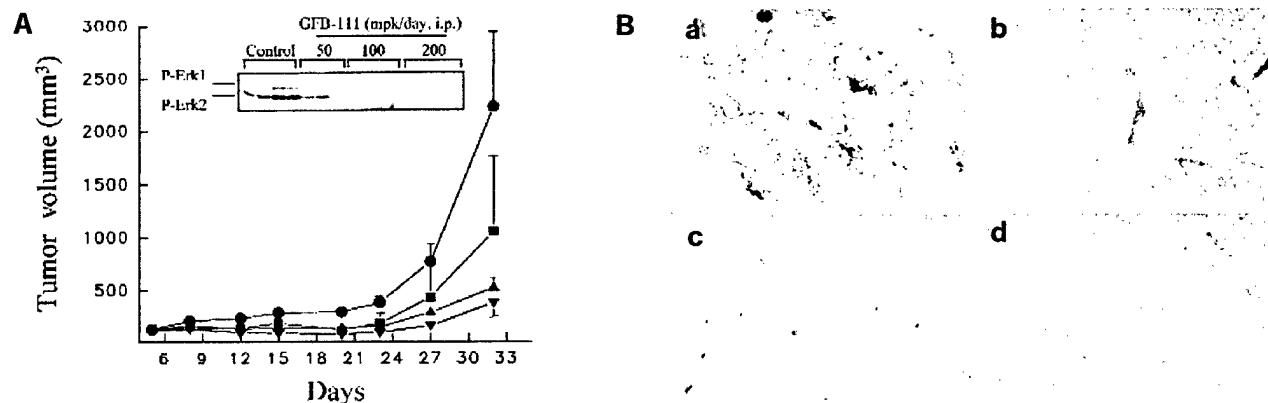 A
GFB-111 (mpk/day, i.p.)
Control 50 100 200
P-Erk1
P-Erk2
Tumor volume (mm³)
3000
2500
2000
1500
1000
500
6 9 12 15 18 21 24 27 30 33
Days
B
a
b
c
d